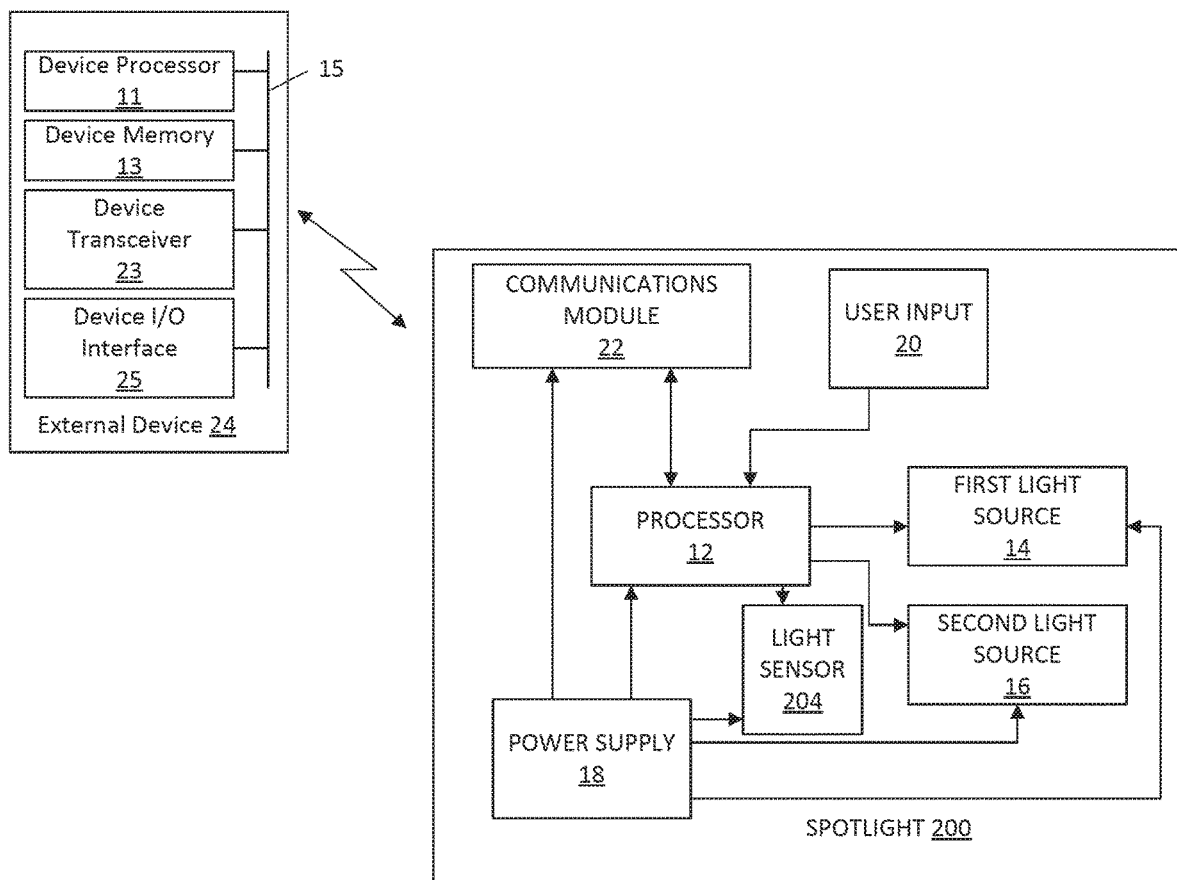 Device Processor
11
15
Device Memory
13
Device
Transceiver
23
Device I/O
Interface
25
External Device 24
COMMUNICATIONS
MODULE
22
USER INPUT
20
PROCESSOR
12
FIRST LIGHT
SOURCE
14
LIGHT
SENSOR
204
SECOND LIGHT
SOURCE
16
POWER SUPPLY
18
SPOTLIGHT 200